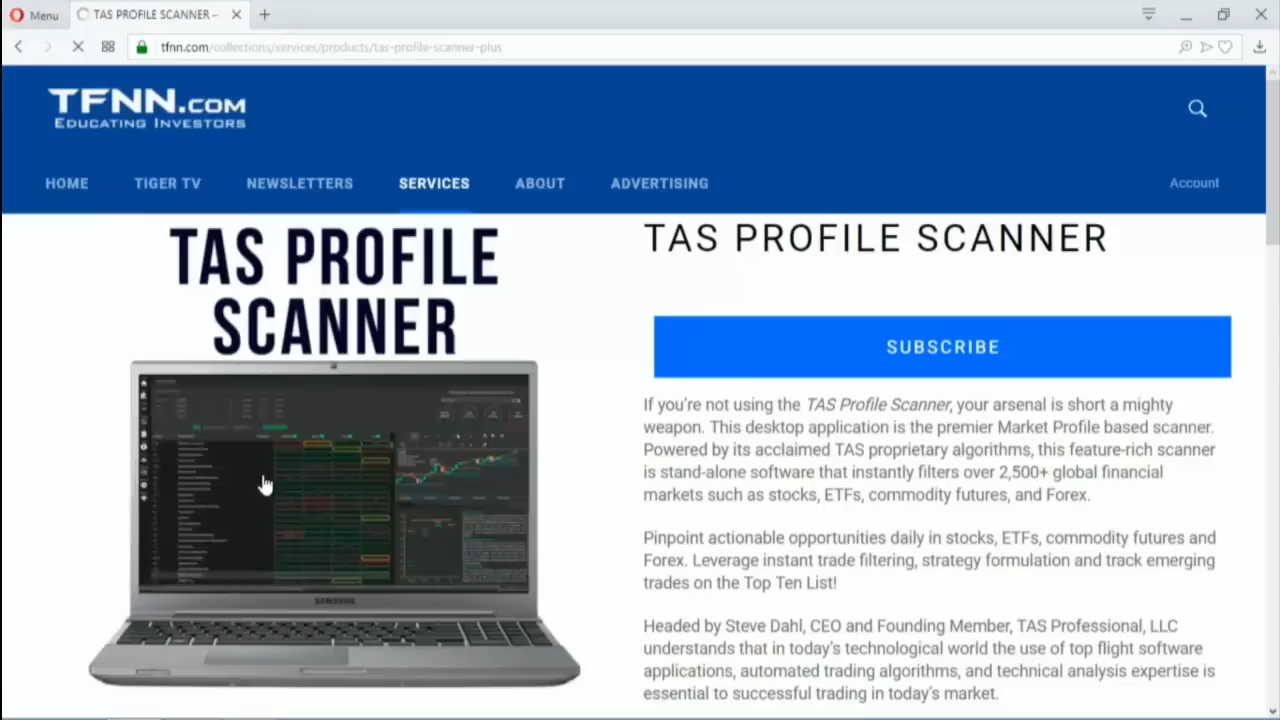 Menu
TAS PROFILE SCANNER –
tfnn.com/collections/services/products/tas-profile-scanner-plus
TFNN.COM
EDUCATING INVESTORS
HOME
TIGER TV
NEWSLETTERS
SERVICES
ABOUT
ADVERTISING
Account
TAS PROFILE
SCANNER
SAMSUNG
TAS PROFILE SCANNER
SUBSCRIBE
If you're not using the TAS Profile Scanner, your arsenal is short a mighty
weapon. This desktop application is the premier Market Profile based scanner.
Powered by its acclaimed TAS proprietary algorithms, this feature-rich scanner
is stand-alone software that instantly filters over 2,500+ global financial
markets such as stocks, ETFs, commodity futures, and Forex.
Pinpoint actionable opportunities daily in stocks, ETFs, commodity futures and
Forex. Leverage instant trade filtering, strategy formulation and track emerging
trades on the Top Ten List!
Headed by Steve Dahl, CEO and Founding Member, TAS Professional, LLC
understands that in today's technological world the use of top flight software
applications, automated trading algorithms, and technical analysis expertise is
essential to successful trading in today's market.